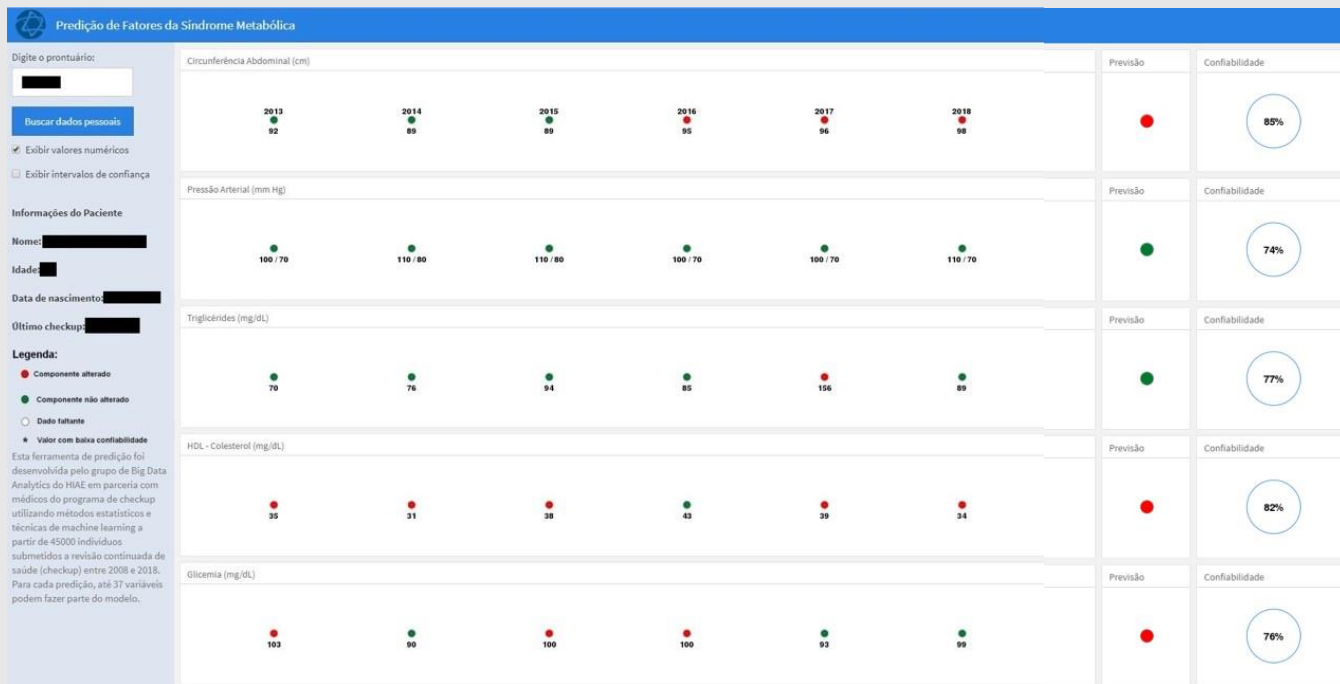 Predição de Fatores da Síndrome Metabólica
Digite o prontuário:
Buscar dados pessoais
Exibir valores numéricos
Exibir intervalos de confiança
Informações do Paciente
Nome:
Idade:
Data de nascimento:
Último checkup:
Legenda:
Componente alterado
Componente não alterado
Dado faltante
* Valor com baixa confiabilidade
Esta ferramenta de predição foi
desenvolvida pelo grupo de Big Data
Analytics do HIAE em parceria com
médicos do programa de checkup
utilizando métodos estatísticos e
técnicas de machine learning a
partir de 45000 indivíduos
submetidos a revisão continuada de
saúde (checkup) entre 2008 e 2018.
Para cada predição, até 37 variáveis
podem fazer parte do modelo.
Circunferência Abdominal (cm)
2013 2014 2015 2016 2017 2018
92 89 89 95 96 98
Previsão
Confiabilidade
85%
Pressão Arterial (mm Hg)
100 / 70 110 / 80 110 / 80 100 / 70 100 / 70 110 / 70
Previsão
Confiabilidade
74%
Triglicérides (mg/dL)
70 76 94 85 156 89
Previsão
Confiabilidade
77%
HDL - Colesterol (mg/dL)
35 31 38 43 39 34
Previsão
Confiabilidade
82%
Glicemia (mg/dL)
103 90 100 100 93 99
Previsão
Confiabilidade
76%